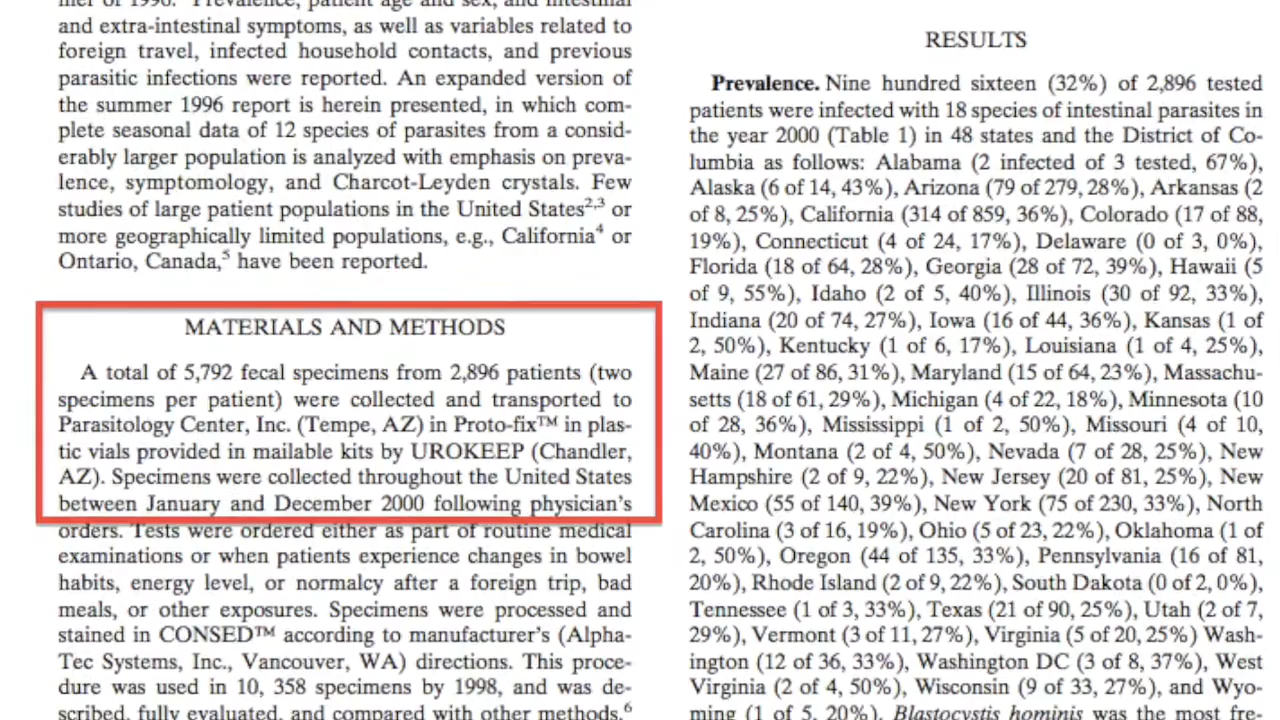 mer of 1996. Prevalence, patient age and sex, and intestinal
and extra-intestinal symptoms, as well as variables related to
foreign travel, infected household contacts, and previous
parasitic infections were reported. An expanded version of
the summer 1996 report is herein presented, in which com-
plete seasonal data of 12 species of parasites from a consid-
erably larger population is analyzed with emphasis on preva-
lence, symptomology, and Charcot-Leyden crystals. Few
studies of large patient populations in the United States2,3 or
more geographically limited populations, e.g., California4 or
Ontario, Canada,5 have been reported.
MATERIALS AND METHODS
A total of 5,792 fecal specimens from 2,896 patients (two
specimens per patient) were collected and transported to
Parasitology Center, Inc. (Tempe, AZ) in Proto-fix™ in plas-
tic vials provided in mailable kits by UROKEEP (Chandler,
AZ). Specimens were collected throughout the United States
between January and December 2000 following physician's
orders. Tests were ordered either as part of routine medical
examinations or when patients experience changes in bowel
habits, energy level, or normalcy after a foreign trip, bad
meals, or other exposures. Specimens were processed and
stained in CONSED™ according to manufacturer's (Alpha-
Tec Systems, Inc., Vancouver, WA) directions. This proce-
dure was used in 10, 358 specimens by 1998, and was de-
scribed, fully evaluated, and compared with other methods.6
RESULTS
Prevalence. Nine hundred sixteen (32%) of 2,896 tested
patients were infected with 18 species of intestinal parasites in
the year 2000 (Table 1) in 48 states and the District of Co-
lumbia as follows: Alabama (2 infected of 3 tested, 67%),
Alaska (6 of 14, 43%), Arizona (79 of 279, 28%), Arkansas (2
of 8, 25%), California (314 of 859, 36%), Colorado (17 of 88,
19%), Connecticut (4 of 24, 17%), Delaware (0 of 3, 0%),
Florida (18 of 64, 28%), Georgia (28 of 72, 39%), Hawaii (5
of 9, 55%), Idaho (2 of 5, 40%), Illinois (30 of 92, 33%),
Indiana (20 of 74, 27%), Iowa (16 of 44, 36%), Kansas (1 of
2, 50%), Kentucky (1 of 6, 17%), Louisiana (1 of 4, 25%),
Maine (27 of 86, 31%), Maryland (15 of 64, 23%), Massachu-
setts (18 of 61, 29%), Michigan (4 of 22, 18%), Minnesota (10
of 28, 36%), Mississippi (1 of 2, 50%), Missouri (4 of 10,
40%), Montana (2 of 4, 50%), Nevada (7 of 28, 25%), New
Hampshire (2 of 9, 22%), New Jersey (20 of 81, 25%), New
Mexico (55 of 140, 39%), New York (75 of 230, 33%), North
Carolina (3 of 16, 19%), Ohio (5 of 23, 22%), Oklahoma (1 of
2, 50%), Oregon (44 of 135, 33%), Pennsylvania (16 of 81,
20%), Rhode Island (2 of 9, 22%), South Dakota (0 of 2, 0%),
Tennessee (1 of 3, 33%), Texas (21 of 90, 25%), Utah (2 of 7,
29%), Vermont (3 of 11, 27%), Virginia (5 of 20, 25%) Wash-
ington (12 of 36, 33%), Washington DC (3 of 8, 37%), West
Virginia (2 of 4, 50%), Wisconsin (9 of 33, 27%), and Wyo-
ming (1 of 5, 20%). Blastocystis hominis was the most fre-